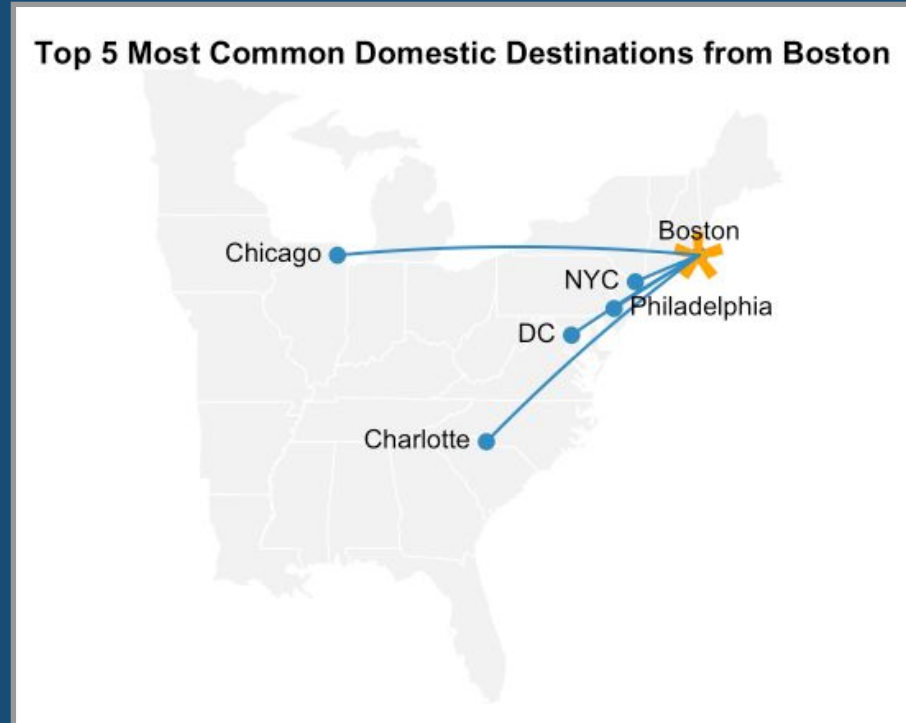 Top 5 Most Common Domestic Destinations from Boston
Boston
Chicago
NYC
Philadelphia
DC
Charlotte